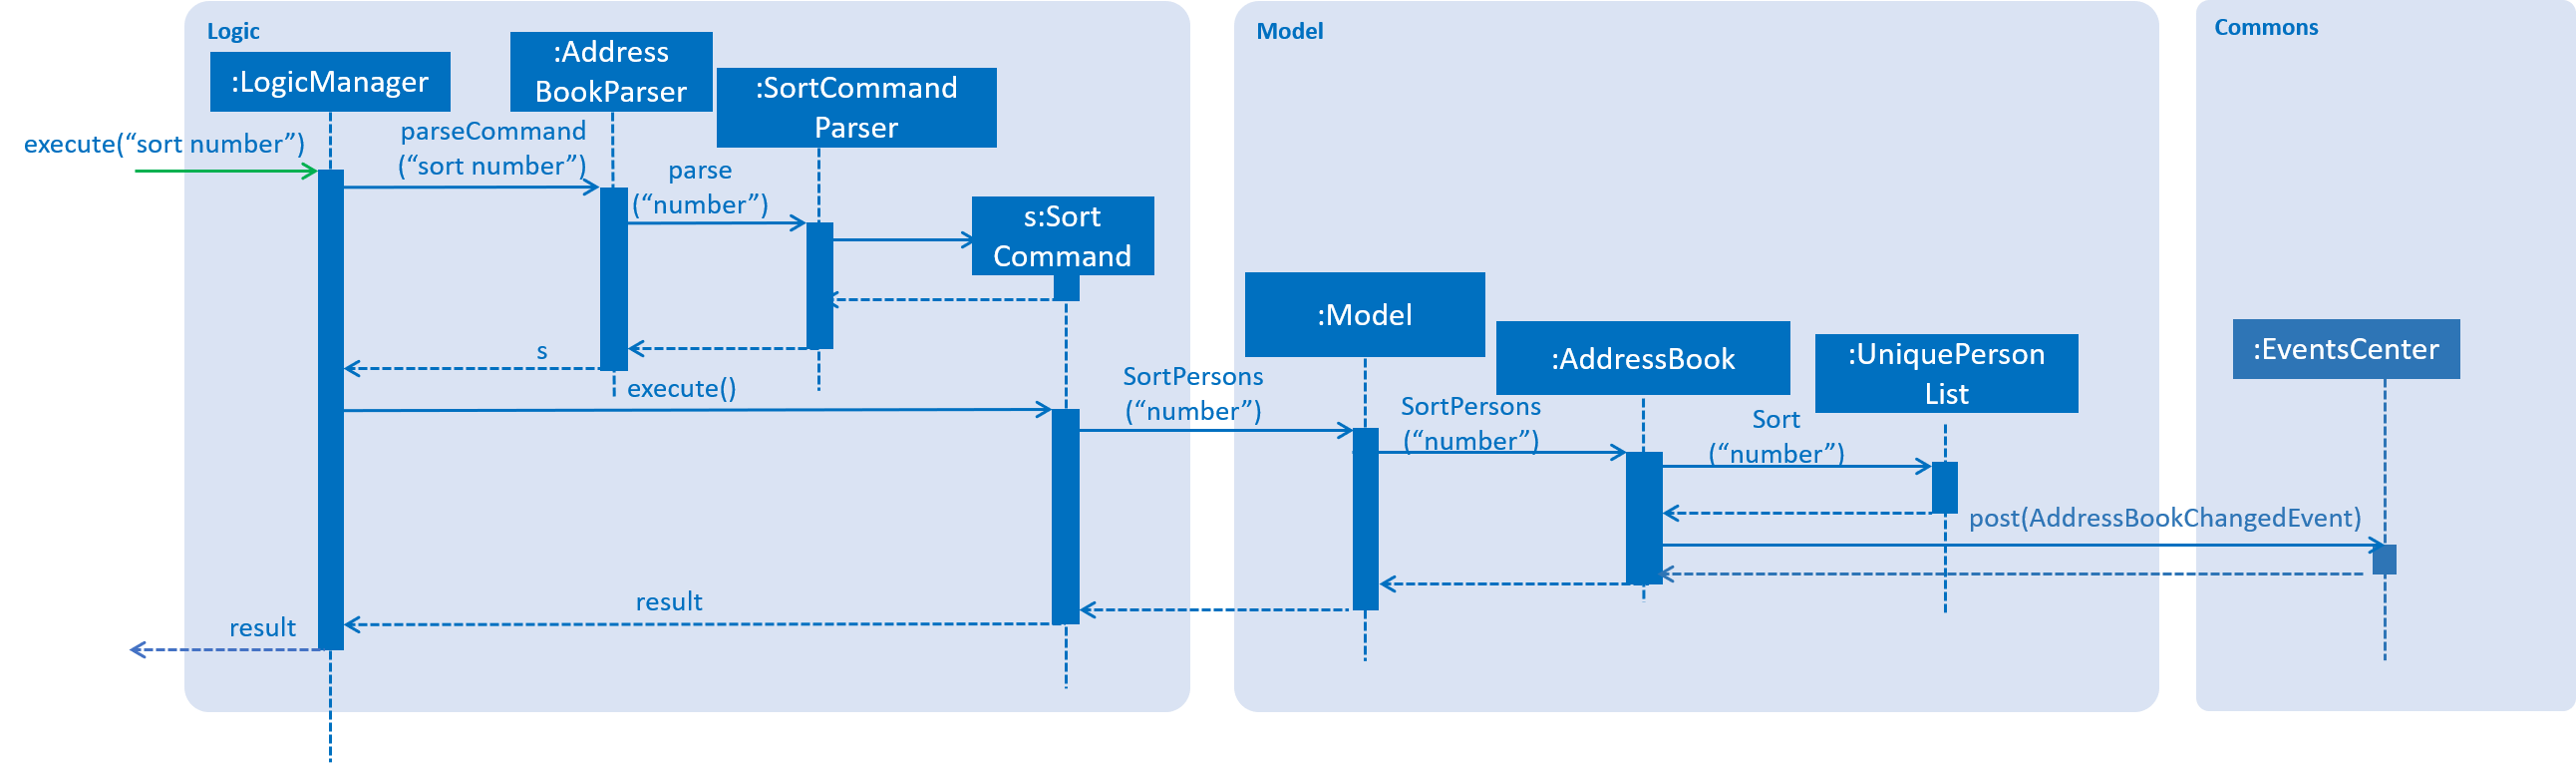 Logic
Model
Commons
:LogicManager
:Address
BookParser
:SortCommand
Parser
execute(“sort number”)
parseCommand
(“sort number”)
parse
(“number”)
s:Sort
Command
:Model
:AddressBook
:UniquePerson
List
:EventsCenter
s
execute()
SortPersons
(“number”)
SortPersons
(“number”)
Sort
(“number”)
post(AddressBookChangedEvent)
result
result